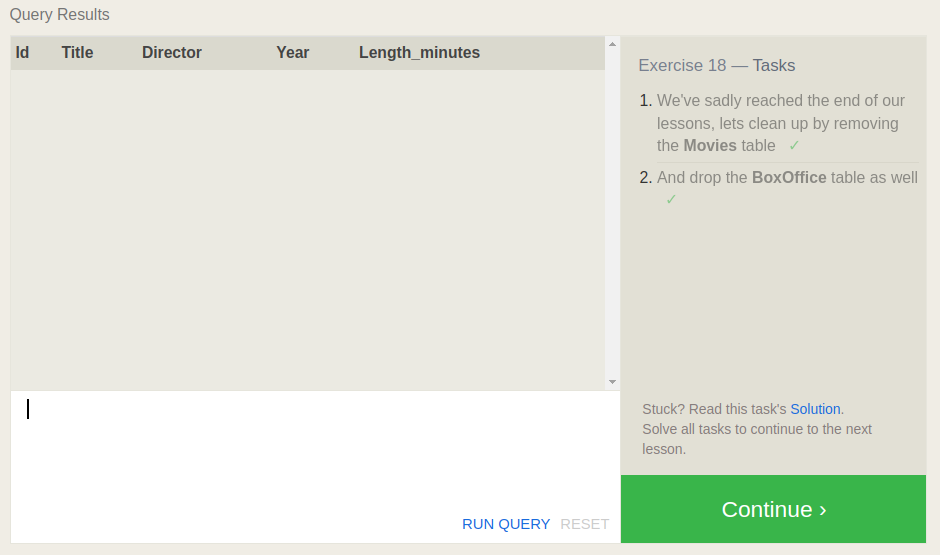 Query Results
Id Title Director Year Length_minutes
Exercise 18 — Tasks
1. We've sadly reached the end of our
lessons, lets clean up by removing
the Movies table ✓
2. And drop the BoxOffice table as well
✓
Stuck? Read this task's Solution.
Solve all tasks to continue to the next
lesson.
RUN QUERY RESET
Continue ›